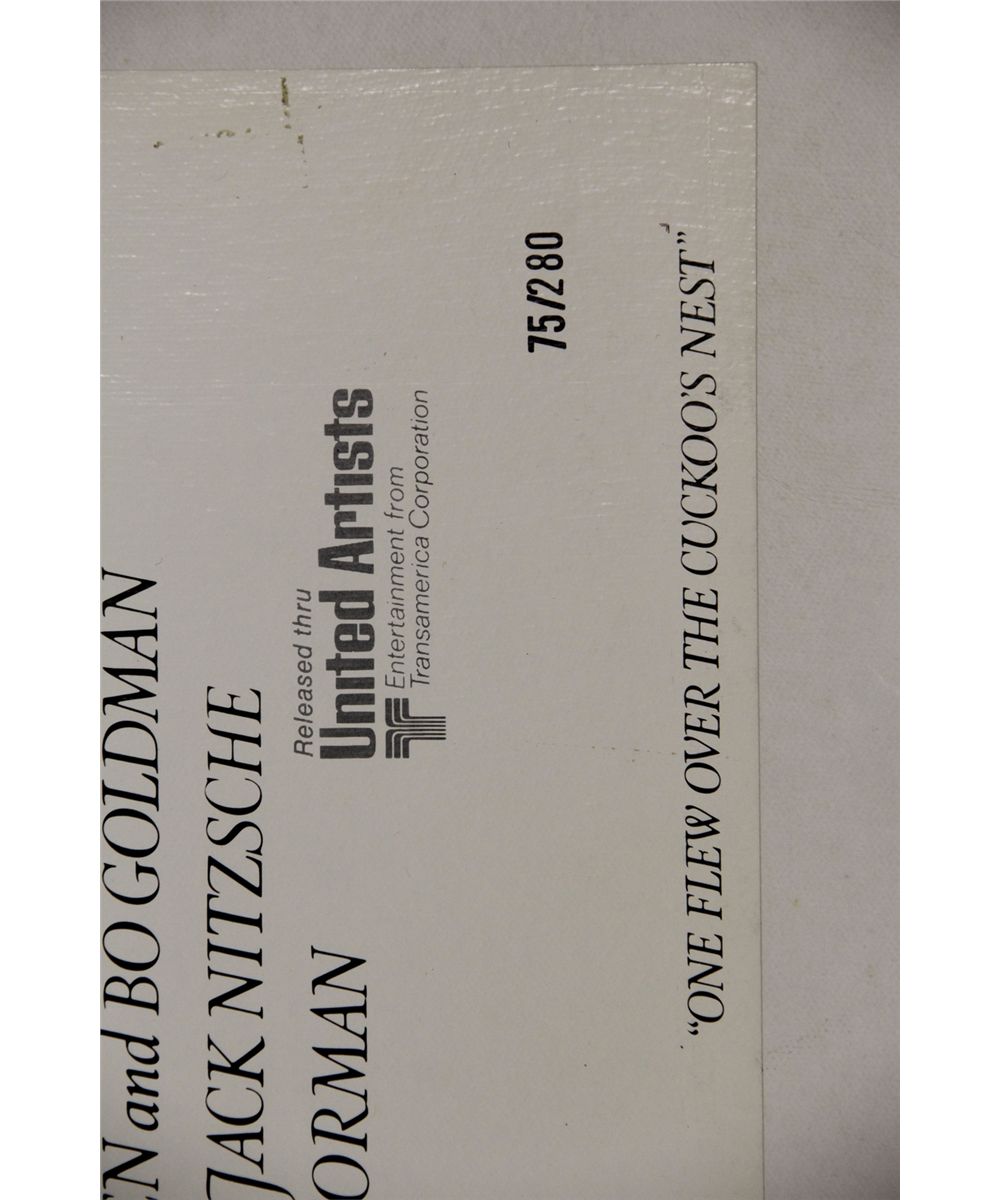 EN and BO GOLDMAN
JACK NITZSCHE
ORMAN
Released thru
United Artists
Entertainment from
Transamerica Corporation
75/280
“ONE FLEW OVER THE CUCKOO'S NEST”